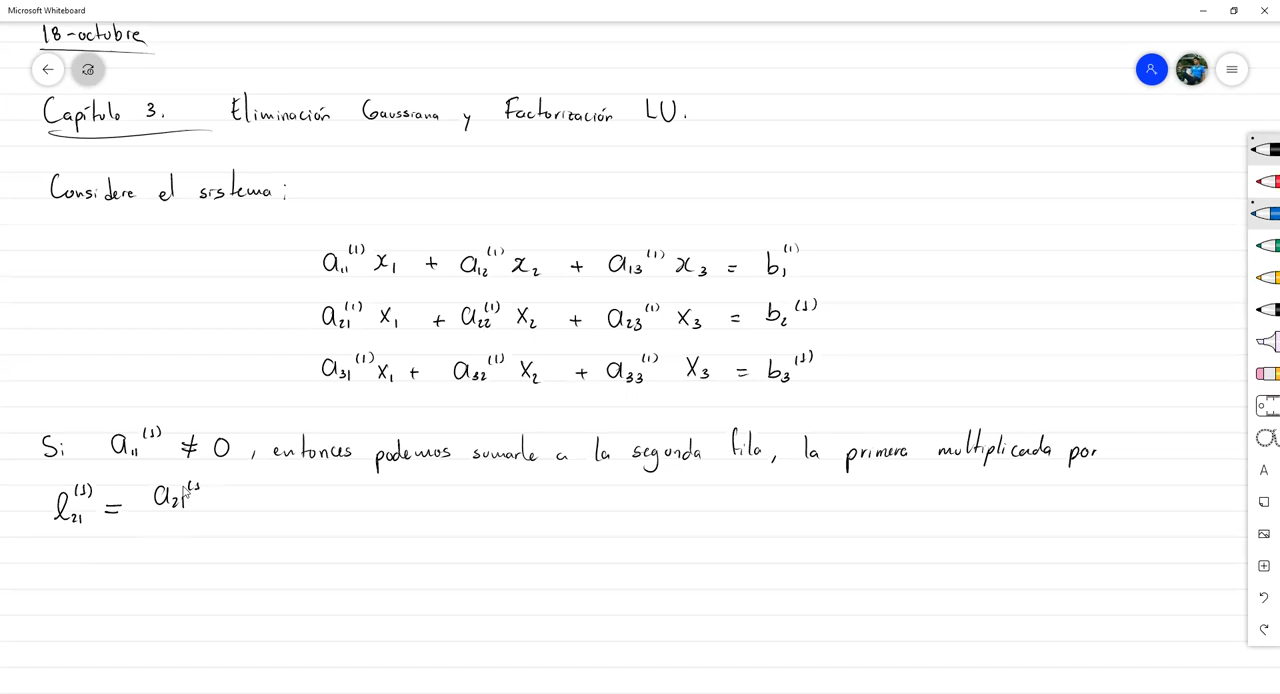 Microsoft Whiteboard
18-octubre
Capítulo 3. Eliminación Gaussiana y Factorización LU.
Considere el sistema:
a₁₁⁽¹⁾ x₁ + a₁₂⁽¹⁾ x₂ + a₁₃⁽¹⁾ x₃ = b₁⁽¹⁾
a₂₁⁽¹⁾ x₁ + a₂₂⁽¹⁾ x₂ + a₂₃⁽¹⁾ x₃ = b₂⁽¹⁾
a₃₁⁽¹⁾ x₁ + a₃₂⁽¹⁾ x₂ + a₃₃⁽¹⁾ x₃ = b₃⁽¹⁾
Si a₁₁⁽¹⁾ ≠ 0, entonces podemos sumarle a la segunda fila, la primera multiplicada por
ℓ₂₁⁽¹⁾ = a₂₁⁽¹